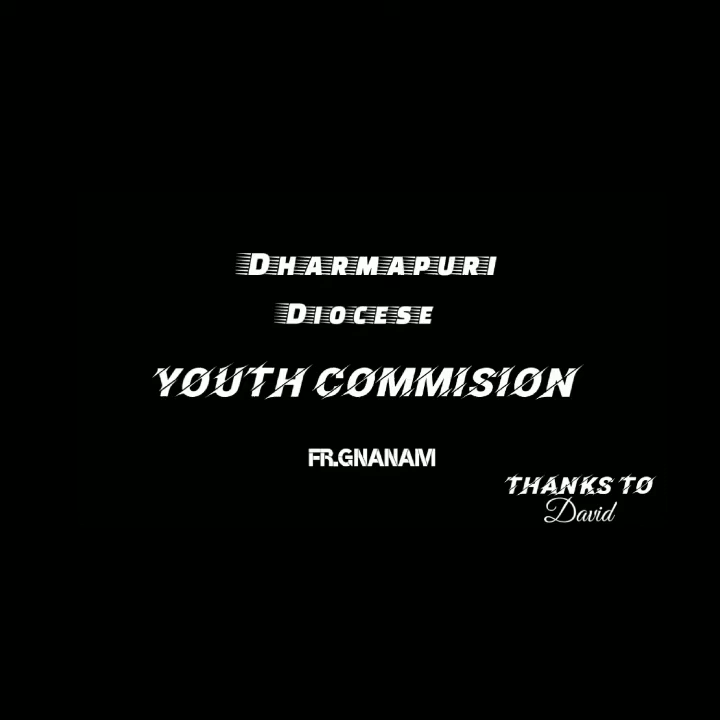 DHARMAPURI
DIOCESE
YOUTH COMMISION
FR.GNANAM
THANKS TO
David